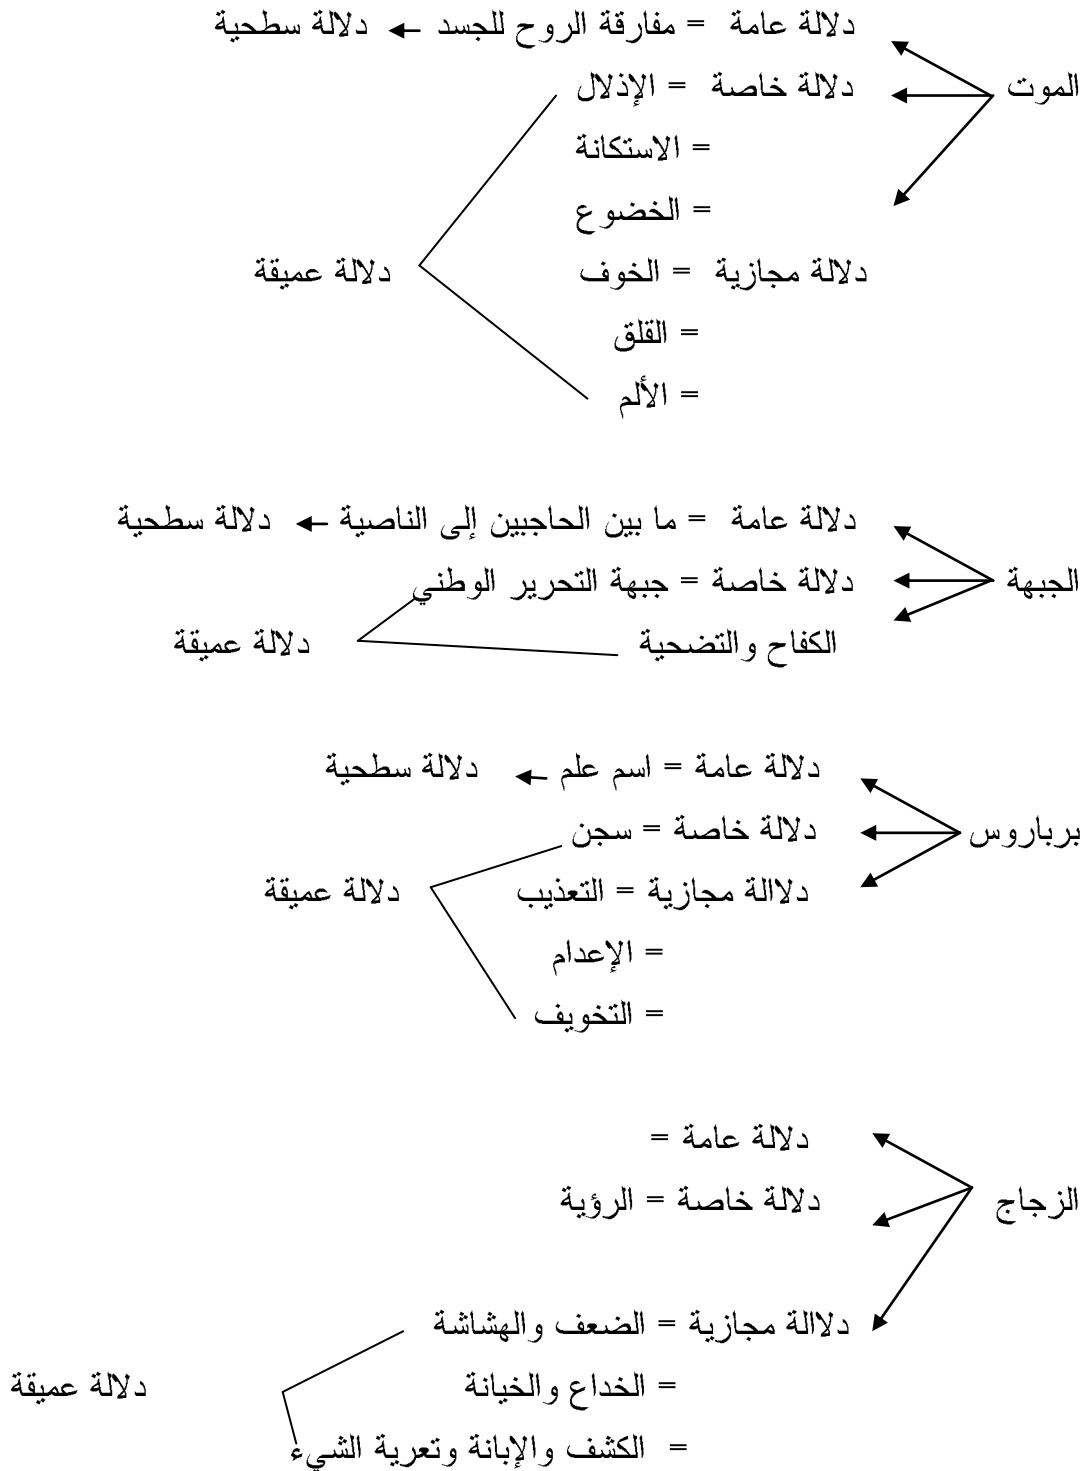 دلالة عامة = مفارقة الروح للجسد دلالة سطحية
الموت دلالة خاصة = الإذلال
= الاستكانة
= الخضوع
دلالة مجازية = الخوف دلالة عميقة
= القلق
= الألم
دلالة عامة = ما بين الحاجبين إلى الناصية دلالة سطحية
الجبهة دلالة خاصة = جبهة التحرير الوطني
الكفاح والتضحية دلالة عميقة
دلالة عامة = اسم علم دلالة سطحية
برباروس دلالة خاصة = سجن
دلاالة مجازية = التعذيب دلالة عميقة
= الإعدام
= التخويف
دلالة عامة =
الزجاج دلالة خاصة = الرؤية
دلاالة مجازية = الضعف والهشاشة
= الخداع والخيانة دلالة عميقة
= الكشف والإبانة وتعرية الشيء